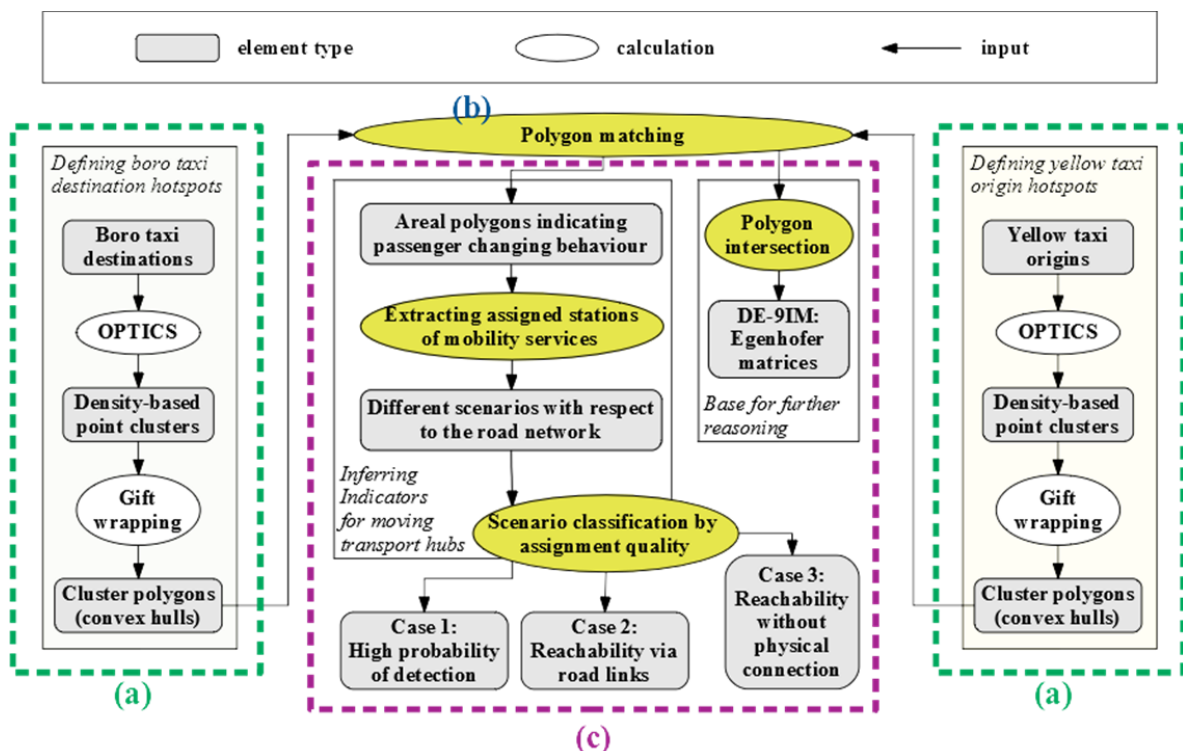 element type
calculation
input
(b)
Polygon matching
Defining boro taxi
destination hotspots
Boro taxi
destinations
OPTICS
Density-based
point clusters
Gift
wrapping
Cluster polygons
(convex hulls)
(a)
Areal polygons indicating
passenger changing behaviour
Extracting assigned stations
of mobility services
Different scenarios with respect
to the road network
Inferring
Indicators
for moving
transport hubs
Scenario classification by
assignment quality
Case 1:
High probability
of detection
Case 2:
Reachability via
road links
Case 3:
Reachability
without
physical
connection
Polygon
intersection
DE-9IM:
Egenhofer
matrices
Base for further
reasoning
(c)
Defining yellow taxi
origin hotspots
Yellow taxi
origins
OPTICS
Density-based
point clusters
Gift
wrapping
Cluster polygons
(convex hulls)
(a)